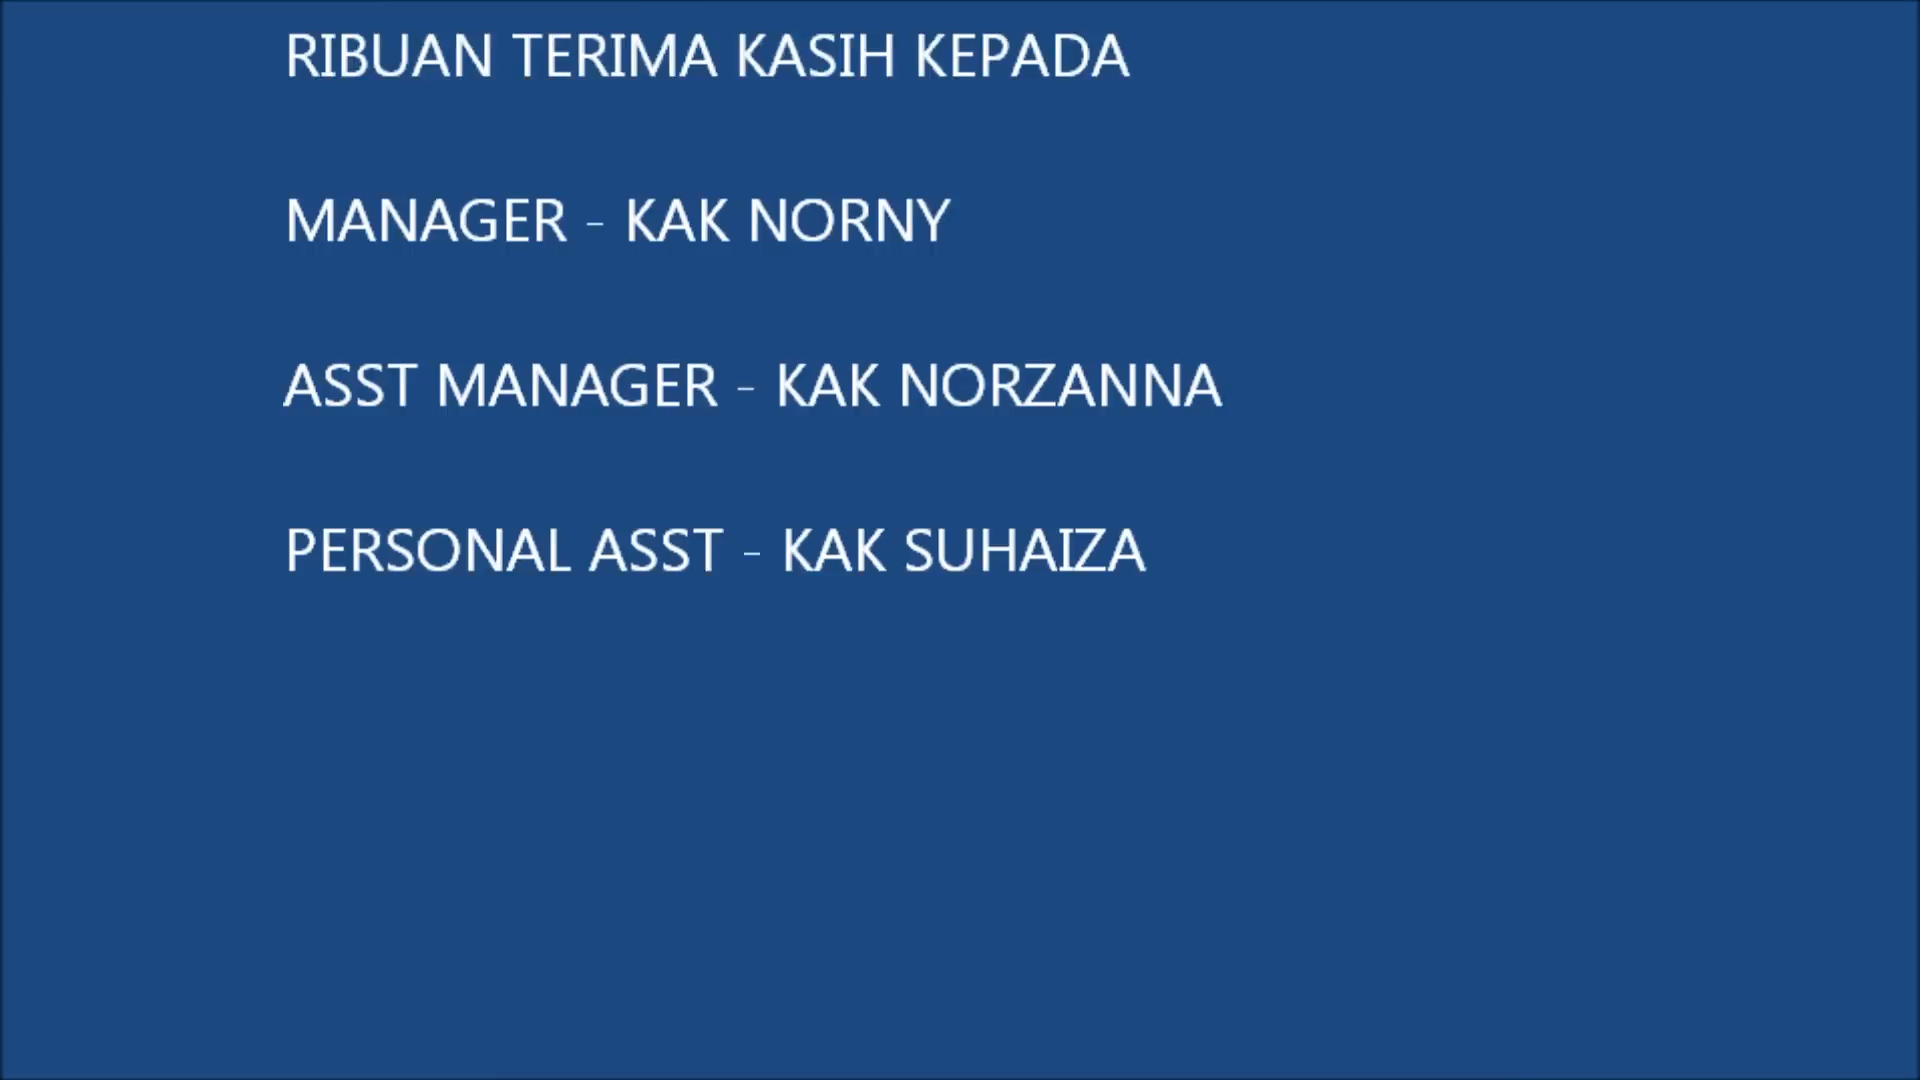 RIBUAN TERIMA KASIH KEPADA
MANAGER - KAK NORNY
ASST MANAGER - KAK NORZANNA
PERSONAL ASST - KAK SUHAIZA